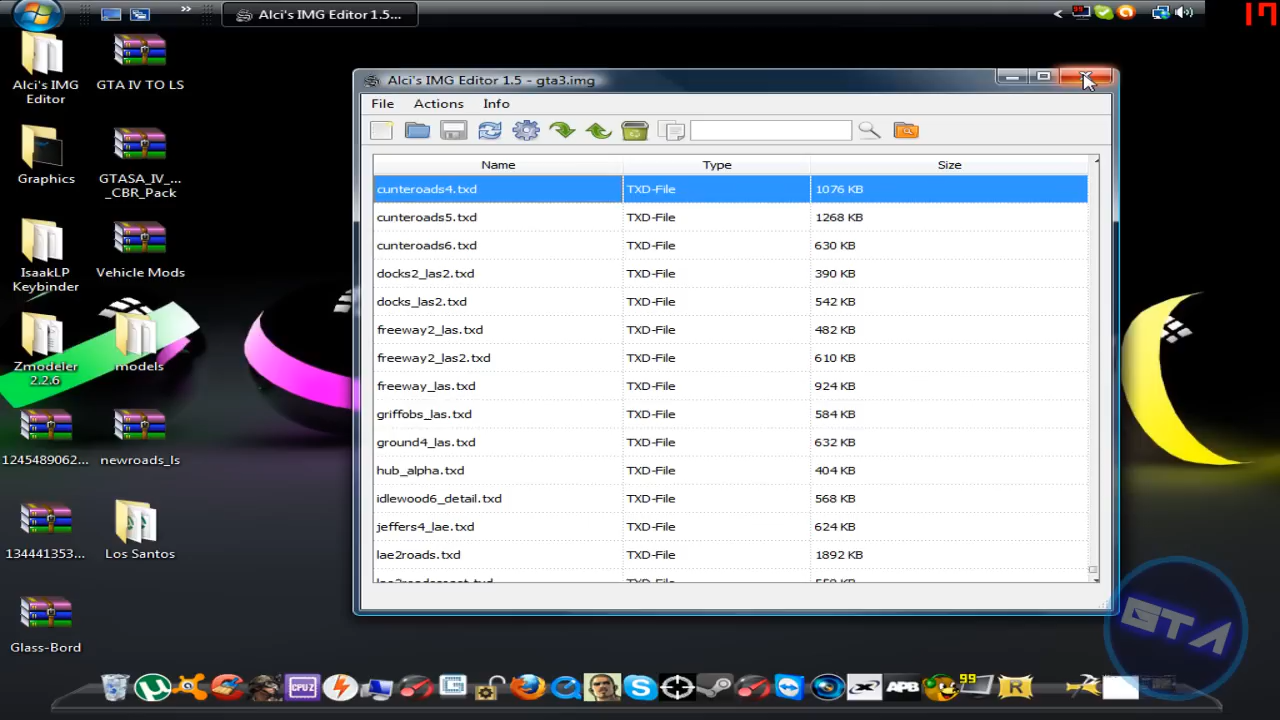 Alci's IMG Editor 1.5...
17
Alci's IMG
Editor
GTA IV TO LS
Graphics
GTASA_IV_...
_CBR_Pack
IsaakLP
Keybinder
Vehicle Mods
Zmodeler
2.2.6
models
1245489062...
newroads_ls
134441353...
Los Santos
Glass-Bord
Alci's IMG Editor 1.5 - gta3.img
File Actions Info
Name Type Size
cunteroads4.txd TXD-File 1076 KB
cunteroads5.txd TXD-File 1268 KB
cunteroads6.txd TXD-File 630 KB
docks2_las2.txd TXD-File 390 KB
docks_las2.txd TXD-File 542 KB
freeway2_las.txd TXD-File 482 KB
freeway2_las2.txd TXD-File 610 KB
freeway_las.txd TXD-File 924 KB
griffobs_las.txd TXD-File 584 KB
ground4_las.txd TXD-File 632 KB
hub_alpha.txd TXD-File 404 KB
idlewood6_detail.txd TXD-File 568 KB
jeffers4_lae.txd TXD-File 624 KB
lae2roads.txd TXD-File 1892 KB
GTA
CPU Z
APB
99
R